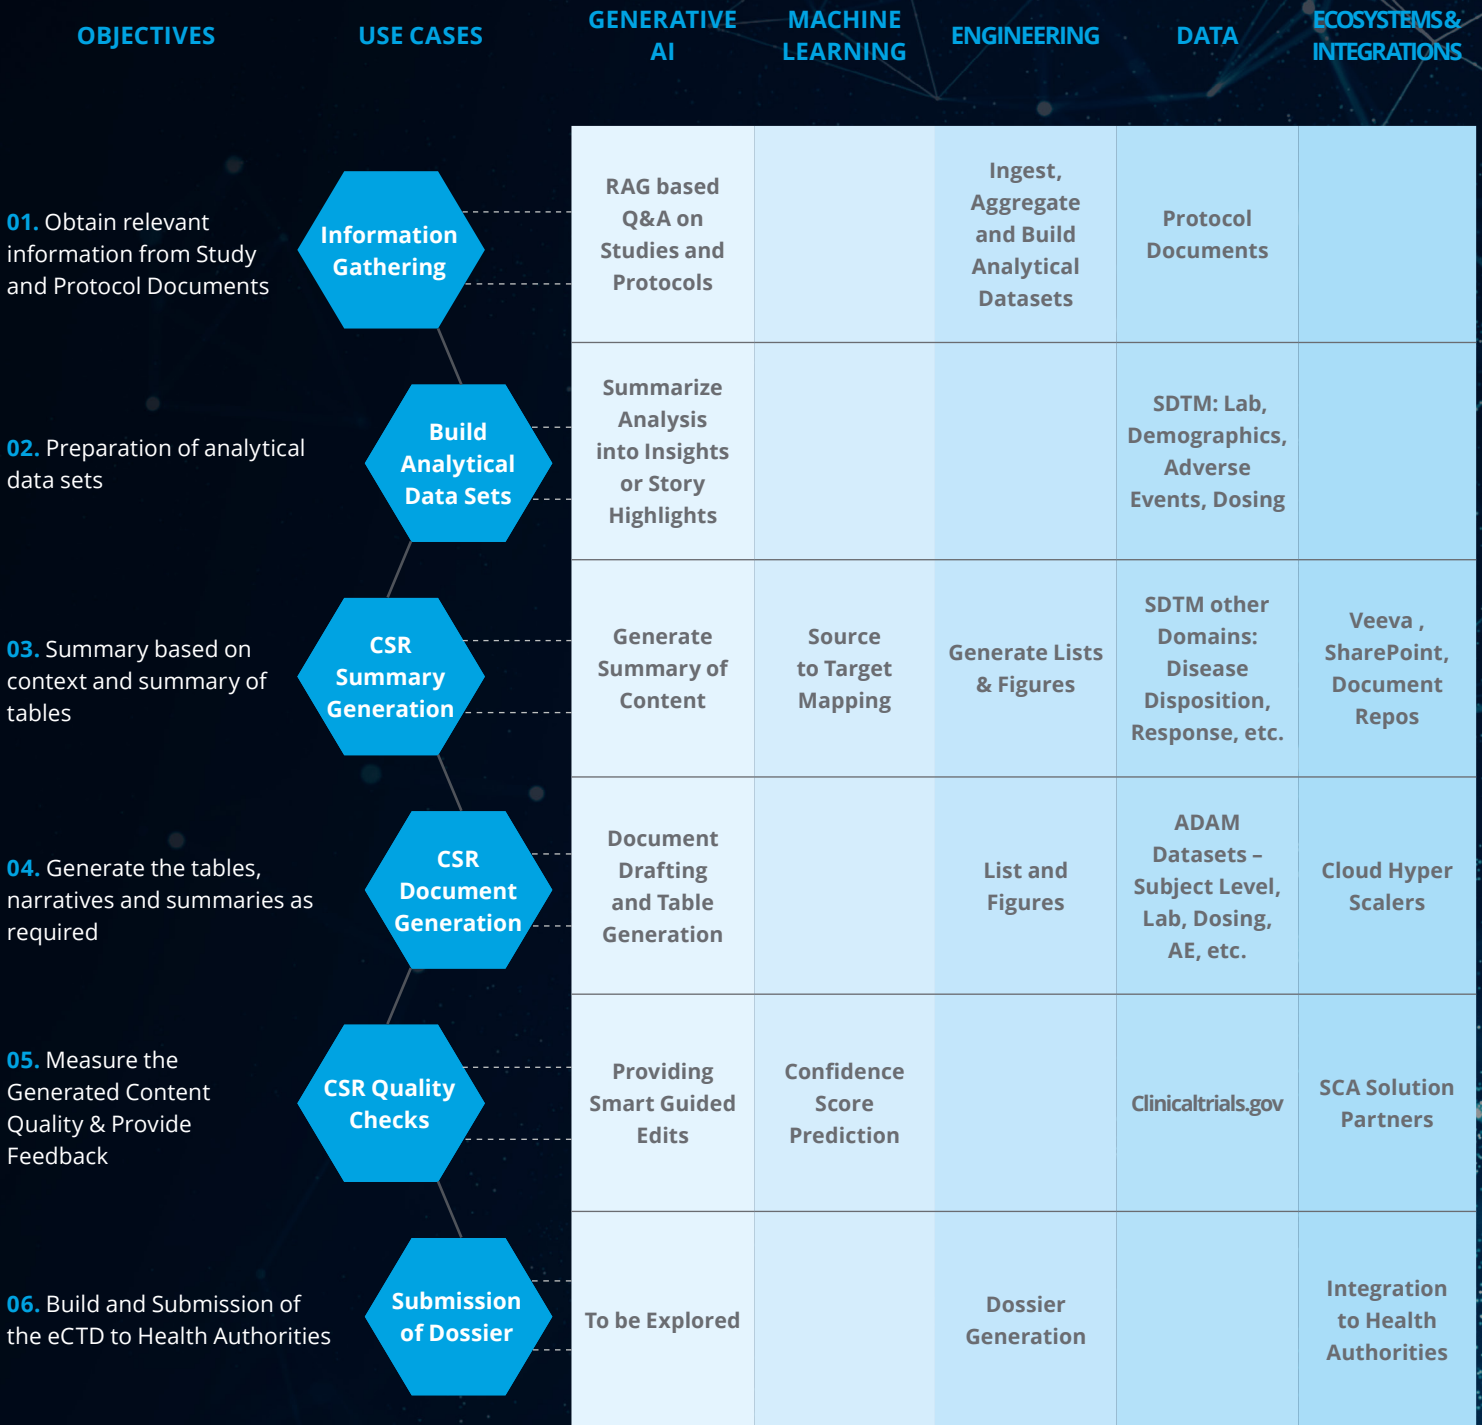 OBJECTIVES
USE CASES
GENERATIVE
AI
MACHINE
LEARNING
ENGINEERING
DATA
ECOSYSTEMS &
INTEGRATIONS
01. Obtain relevant
information from Study
and Protocol Documents
Information
Gathering
RAG based
Q&A on
Studies and
Protocols
Ingest,
Aggregate
and Build
Analytical
Datasets
Protocol
Documents
02. Preparation of analytical
data sets
Build
Analytical
Data Sets
Summarize
Analysis
into Insights
or Story
Highlights
SDTM: Lab,
Demographics,
Adverse
Events, Dosing
03. Summary based on
context and summary of
tables
CSR
Summary
Generation
Generate
Summary of
Content
Source
to Target
Mapping
Generate Lists
& Figures
SDTM other
Domains:
Disease
Disposition,
Response, etc.
Veeva ,
SharePoint,
Document
Repos
04. Generate the tables,
narratives and summaries as
required
CSR
Document
Generation
Document
Drafting
and Table
Generation
List and
Figures
ADAM
Datasets –
Subject Level,
Lab, Dosing,
AE, etc.
Cloud Hyper
Scalers
05. Measure the
Generated Content
Quality & Provide
Feedback
CSR Quality
Checks
Providing
Smart Guided
Edits
Confidence
Score
Prediction
Clinicaltrials.gov
SCA Solution
Partners
06. Build and Submission of
the eCTD to Health Authorities
Submission
of Dossier
To be Explored
Dossier
Generation
Integration
to Health
Authorities